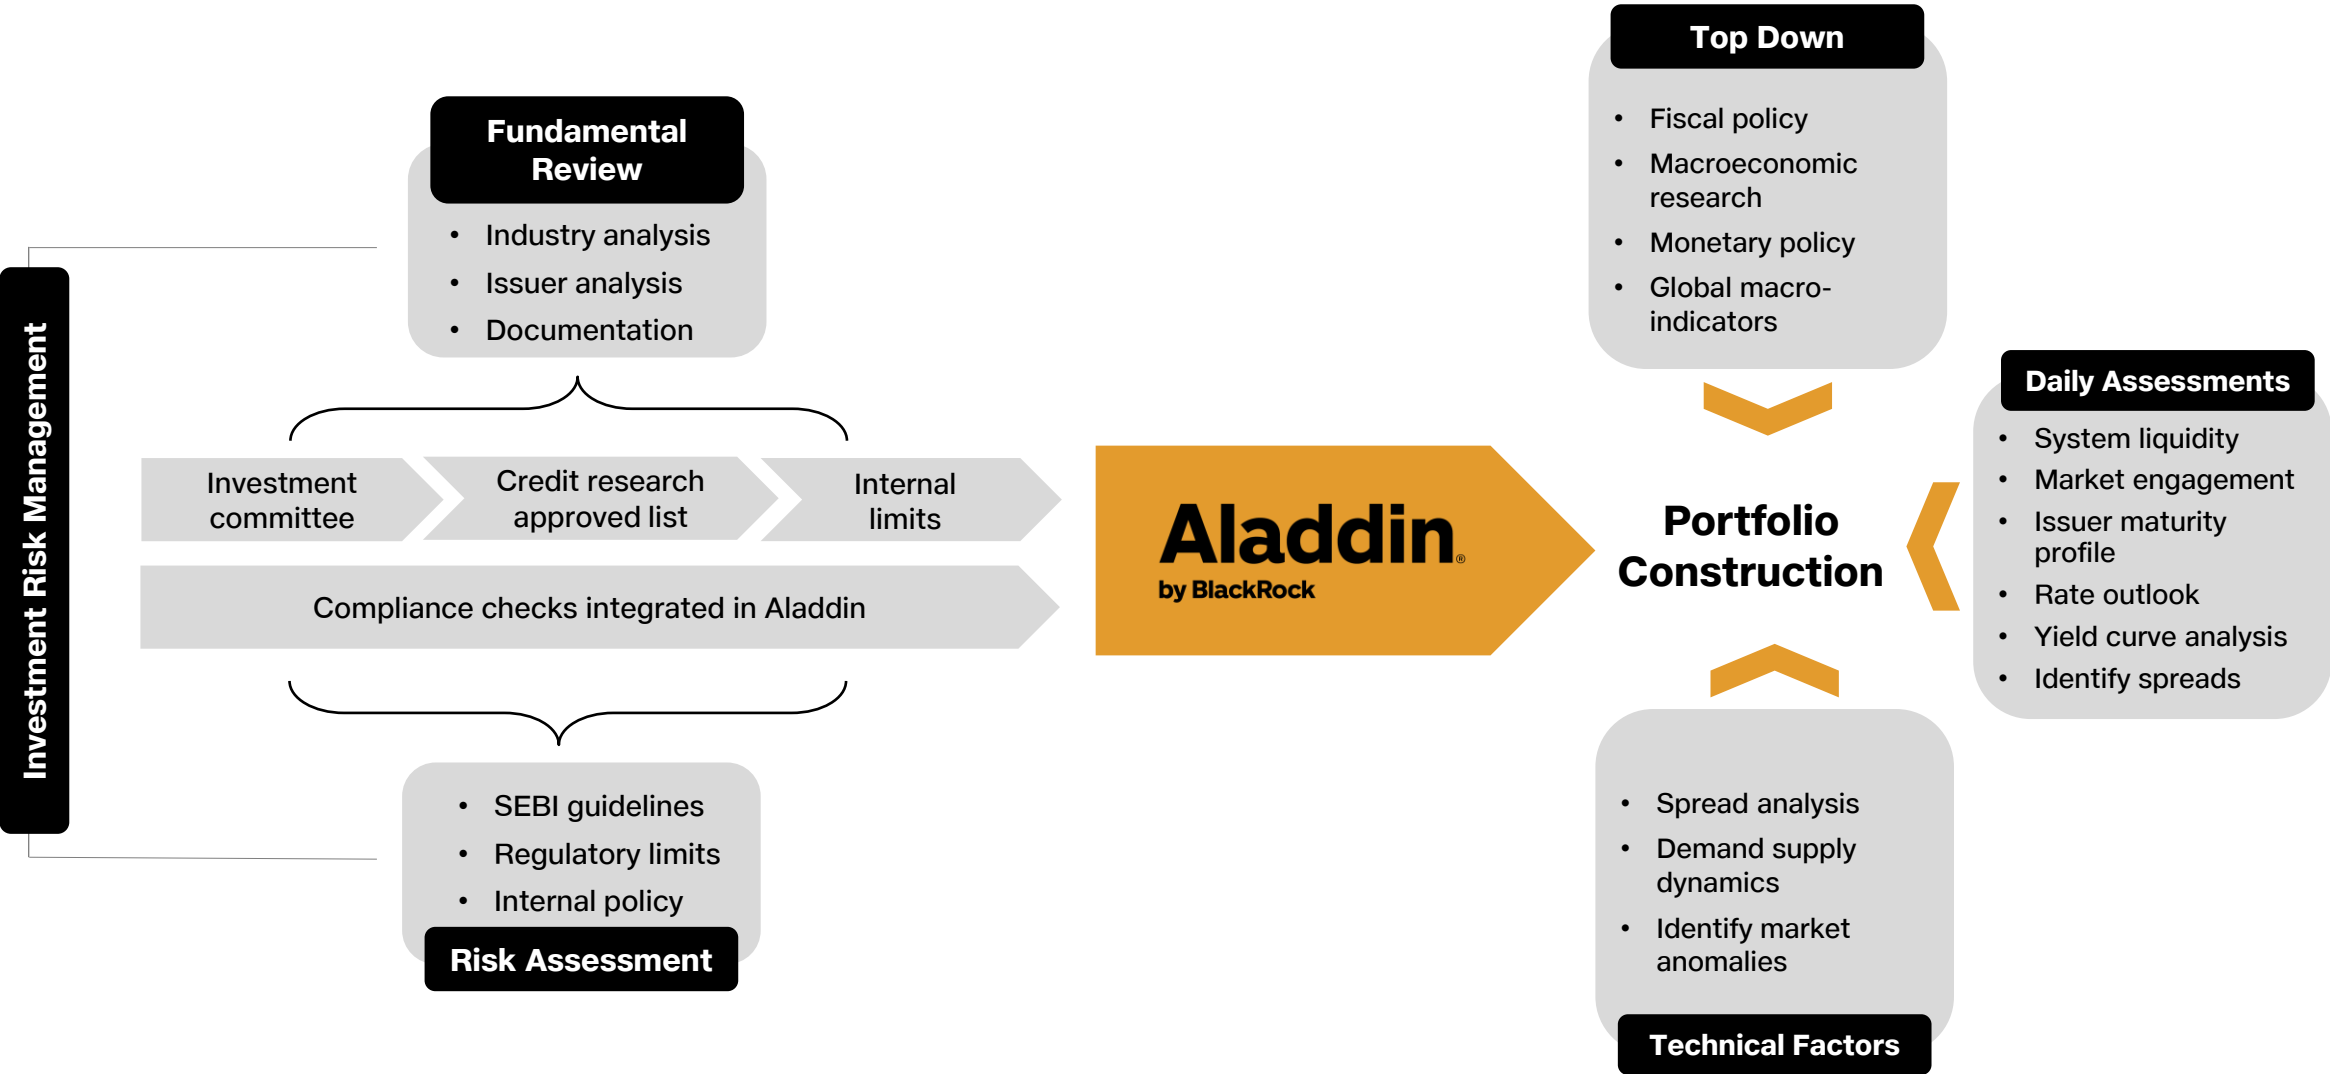 Investment Risk Management
Fundamental
Review
• Industry analysis
• Issuer analysis
• Documentation
Investment
committee
Credit research
approved list
Internal
limits
Compliance checks integrated in Aladdin
• SEBI guidelines
• Regulatory limits
• Internal policy
Risk Assessment
Aladdin®
by BlackRock
Top Down
• Fiscal policy
• Macroeconomic
research
• Monetary policy
• Global macro-
indicators
Portfolio
Construction
Daily Assessments
• System liquidity
• Market engagement
• Issuer maturity
profile
• Rate outlook
• Yield curve analysis
• Identify spreads
• Spread analysis
• Demand supply
dynamics
• Identify market
anomalies
Technical Factors